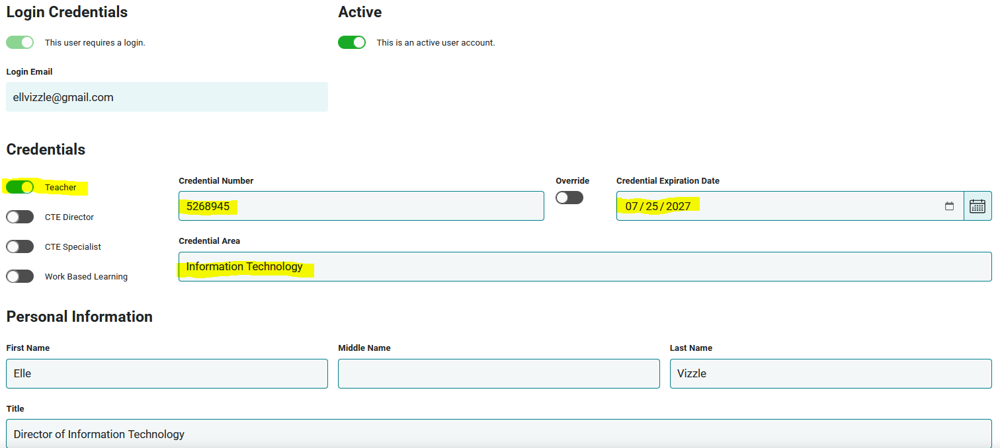 Login Credentials
Active
This user requires a login.
This is an active user account.
Login Email
ellvizzle@gmail.com
Credentials
Teacher
Credential Number
Override
Credential Expiration Date
5268945
07/25/2027
CTE Director
Credential Area
CTE Specialist
Information Technology
Work Based Learning
Personal Information
First Name
Middle Name
Last Name
Elle
Vizzle
Title
Director of Information Technology